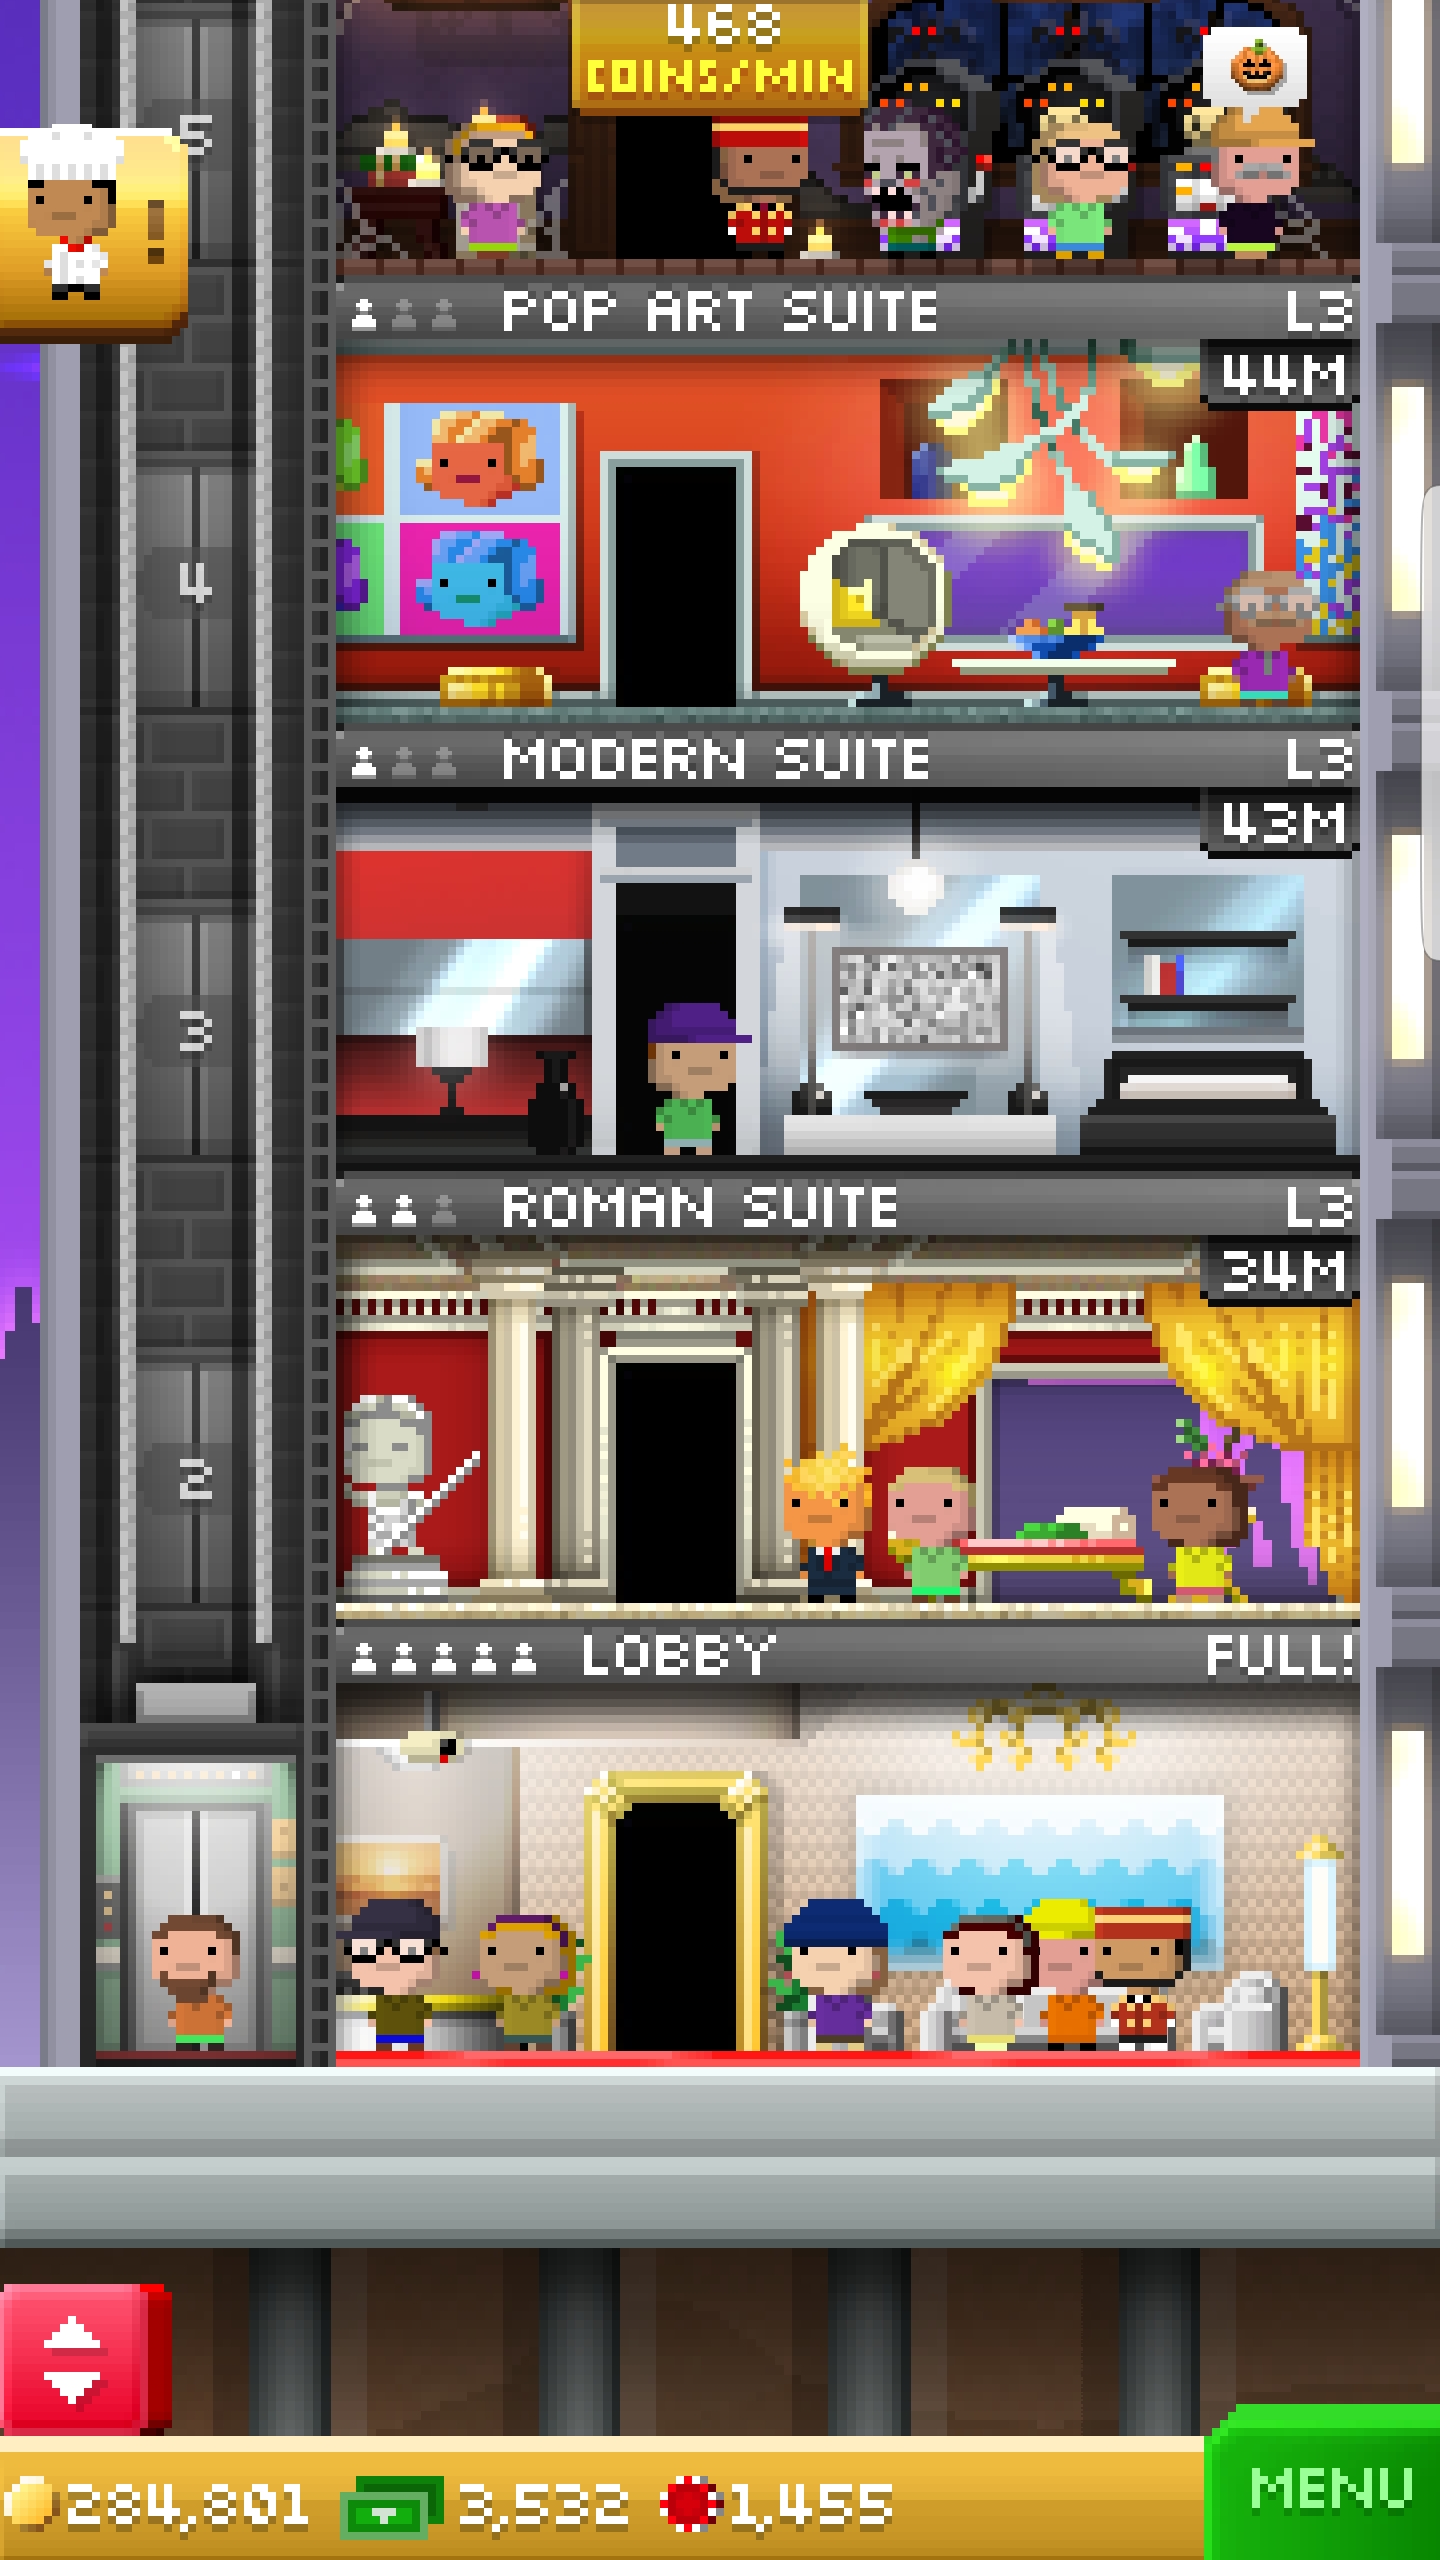 468
COINS/MIN
5
POP ART SUITE L3
44M
4
MODERN SUITE L3
43M
3
ROMAN SUITE L3
34M
2
LOBBY FULL!
!
284,801 3,532 1,455
MENU